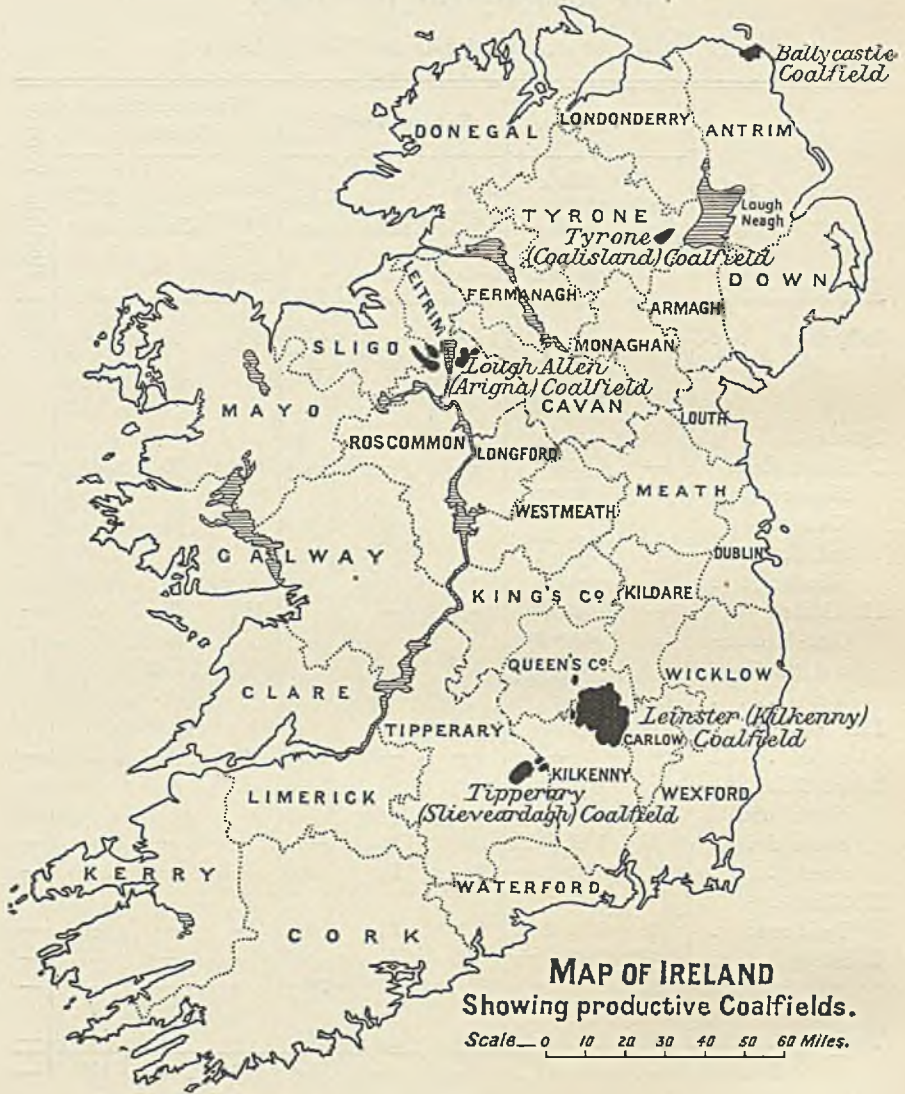 Ballycastle
Coalfield
DONEGAL
LONDONDERRY
ANTRIM
Lough
Neagh
TYRONE
Tyrone
(Coalisland) Coalfield
DOWN
LEITRIM
FERMANAGH
ARMAGH
MONAGHAN
SLIGO
Lough Allen
(Arigna) Coalfield
CAVAN
MAYO
LOUTH
ROSCOMMON
LONGFORD
MEATH
WESTMEATH
GALWAY
DUBLIN
KING'S Co
KILDARE
QUEEN'S Co
WICKLOW
CLARE
Leinster (Kilkenny)
Coalfield
TIPPERARY
CARLOW
KILKENNY
LIMERICK
Tipperary
(Slieveardagh) Coalfield
WEXFORD
KERRY
WATERFORD
CORK
MAP OF IRELAND
Showing productive Coalfields.
Scale 0 10 20 30 40 50 60 Miles.